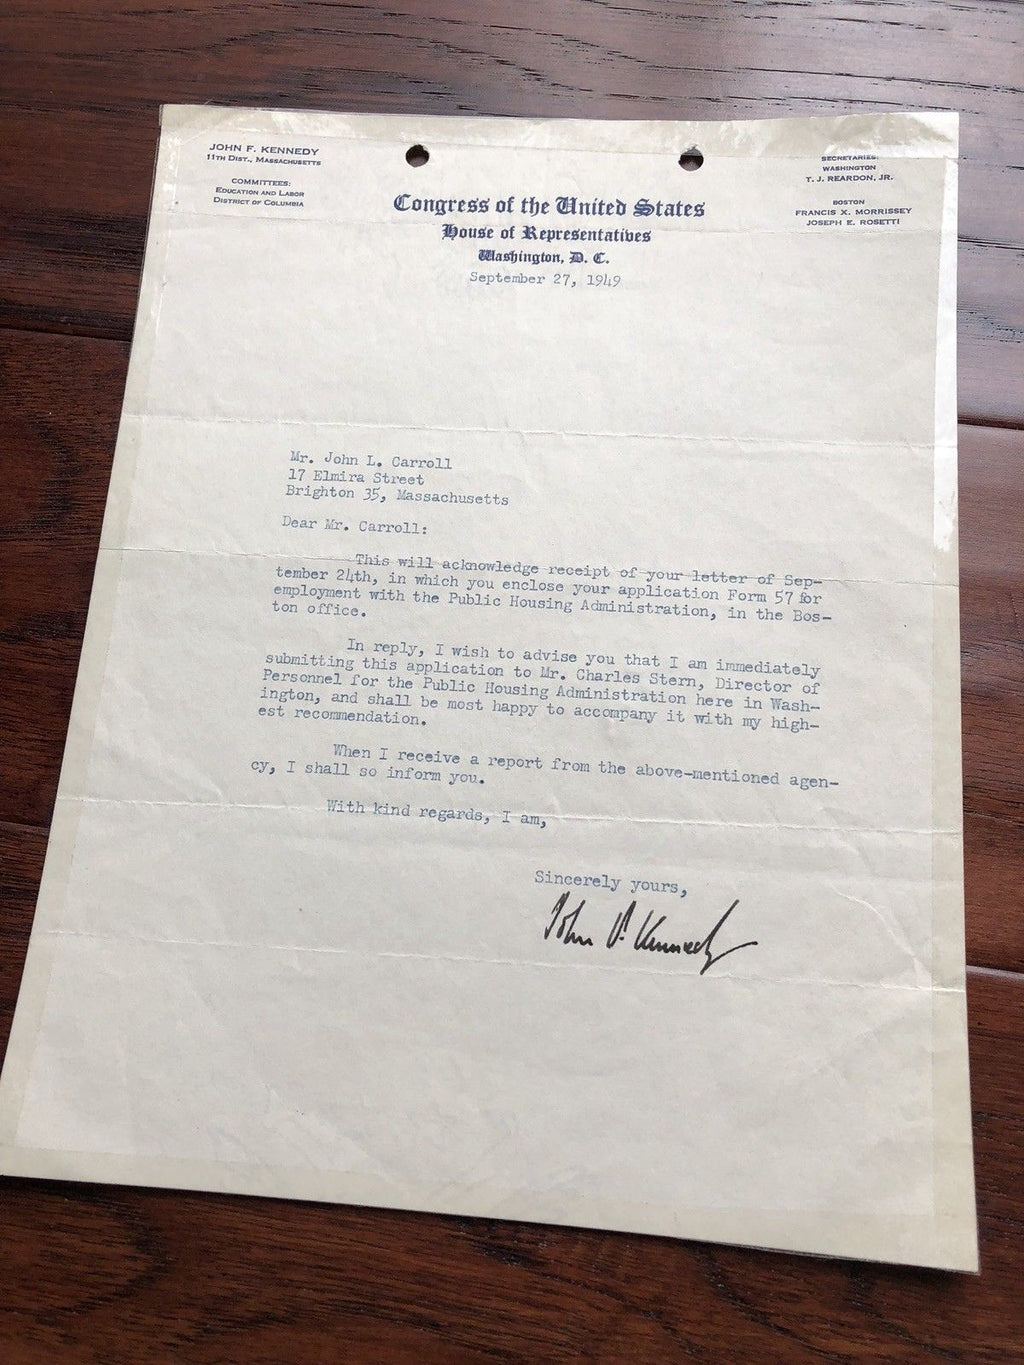 JOHN F. KENNEDY
11TH DIST., MASSACHUSETTS
COMMITTEES:
EDUCATION AND LABOR
DISTRICT OF COLUMBIA
SECRETARIES:
WASHINGTON
T. J. REARDON, JR.
BOSTON
FRANCIS X. MORRISSEY
JOSEPH E. ROSETTI
Congress of the United States
House of Representatives
Washington, D. C.
September 27, 1949
Mr. John L. Carroll
17 Elmira Street
Brighton 35, Massachusetts
Dear Mr. Carroll:
This will acknowledge receipt of your letter of Sep-
tember 24th, in which you enclose your application Form 57 for
employment with the Public Housing Administration, in the Bos-
ton office.
In reply, I wish to advise you that I am immediately
submitting this application to Mr. Charles Stern, Director of
Personnel for the Public Housing Administration here in Wash-
ington, and shall be most happy to accompany it with my high-
est recommendation.
When I receive a report from the above-mentioned agen-
cy, I shall so inform you.
With kind regards, I am,
Sincerely yours,
John F. Kennedy